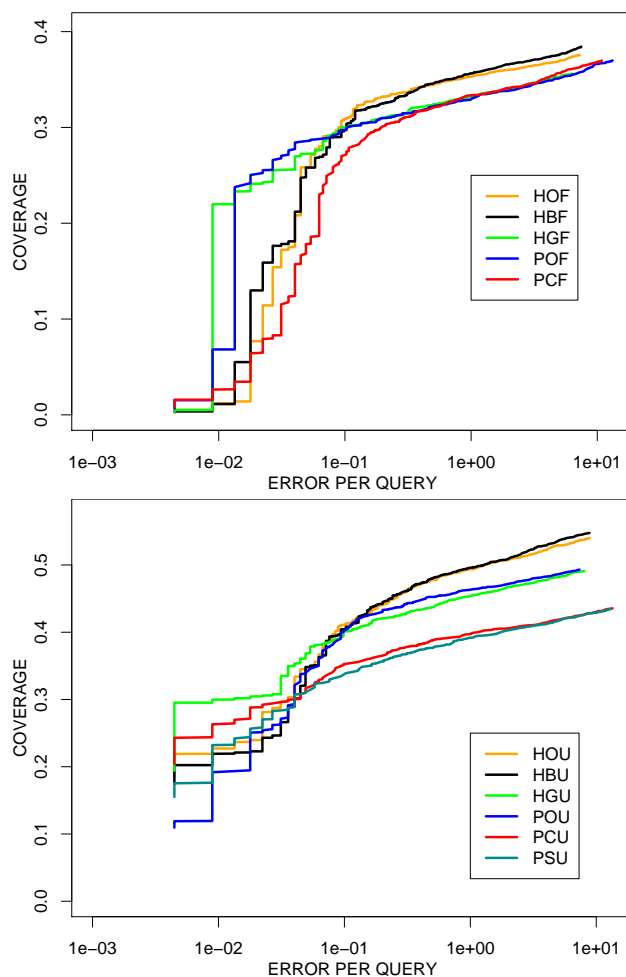 0.4
0.3
0.2
0.1
0.0
COVERAGE
HOF
HBF
HGF
POF
PCF
1e−03 1e−02 1e−01 1e+00 1e+01
ERROR PER QUERY
0.5
0.4
0.3
0.2
0.1
0.0
COVERAGE
HOU
HBU
HGU
POU
PCU
PSU
1e−03 1e−02 1e−01 1e+00 1e+01
ERROR PER QUERY